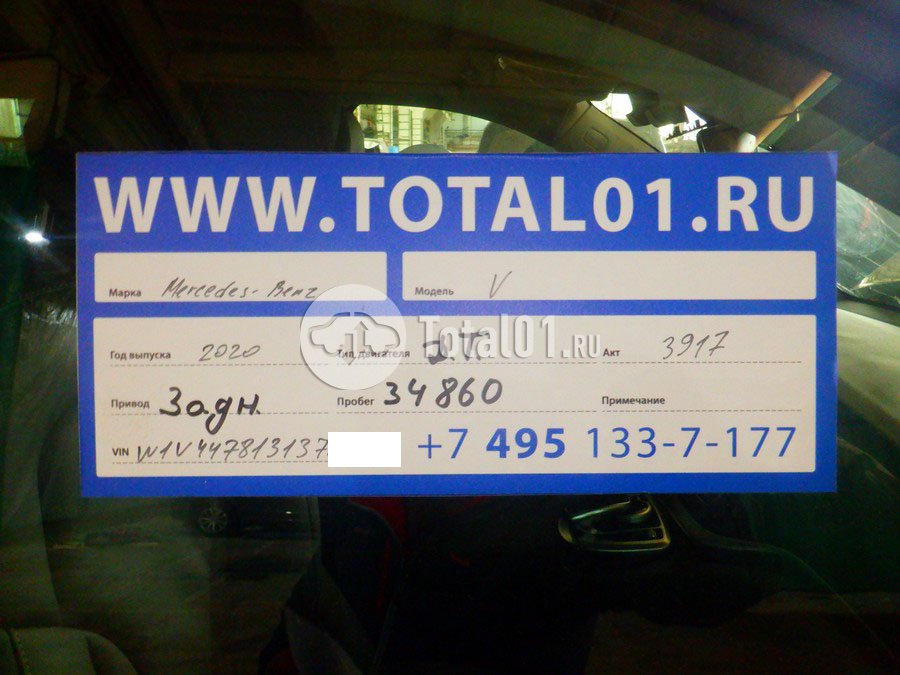 WWW.TOTAL01.RU
Марка Mercedes-Benz Модель V
Год выпуска 2020 Тип двигателя Акт 3917
Total01.RU
Привод Задн. Пробег 34860 Примечание
VIN W1V447813137 +7 495 133-7-177